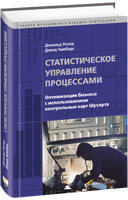 Дональд Уилер
Дэвид Чамберс
СТАТИСТИЧЕСКОЕ
УПРАВЛЕНИЕ
ПРОЦЕССАМИ
Оптимизация бизнеса
с использованием
контрольных карт Шухарта